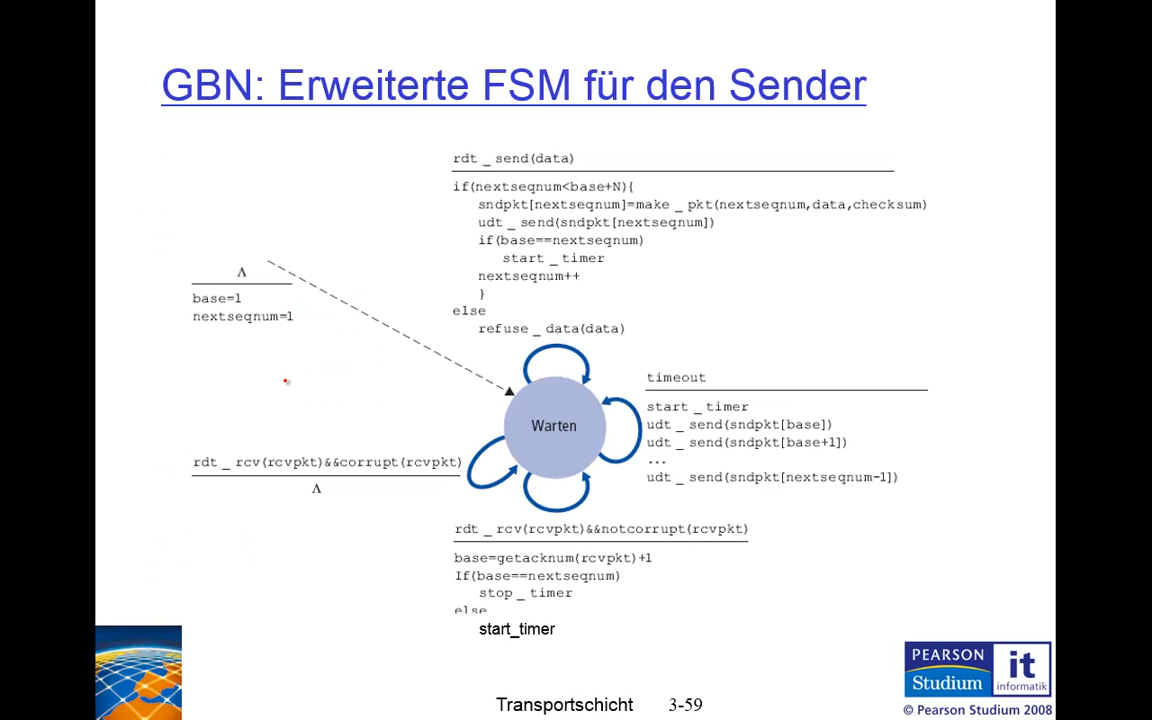 GBN: Erweiterte FSM für den Sender
rdt _ send(data)
if(nextseqnum<base+N){
sndpkt[nextseqnum]=make _ pkt(nextseqnum,data,checksum)
udt _ send(sndpkt[nextseqnum])
if(base==nextseqnum)
start _ timer
nextseqnum++
}
else
refuse _ data(data)
Λ
base=1
nextseqnum=1
Warten
timeout
start _ timer
udt _ send(sndpkt[base])
udt _ send(sndpkt[base+1])
...
udt _ send(sndpkt[nextseqnum-1])
rdt _ rcv(rcvpkt)&&corrupt(rcvpkt)
Λ
rdt _ rcv(rcvpkt)&&notcorrupt(rcvpkt)
base=getacknum(rcvpkt)+1
If(base==nextseqnum)
stop _ timer
else
start_timer
Transportschicht 3-59
PEARSON
Studium
it
informatik
© Pearson Studium 2008